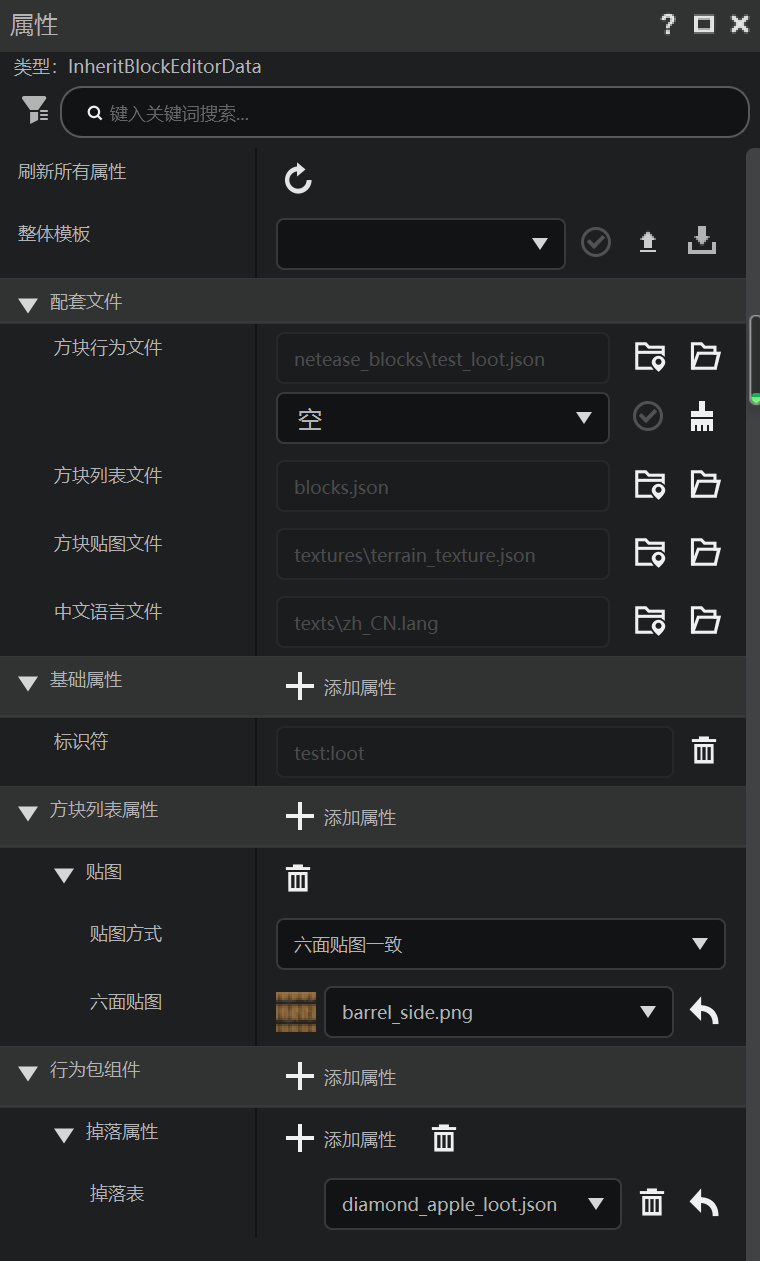 属性
类型: InheritBlockEditorData
键入关键词搜索...
刷新所有属性
整体模板
配套文件
方块行为文件 netease_blocks\test_loot.json
空
方块列表文件 blocks.json
方块贴图文件 textures\terrain_texture.json
中文语言文件 texts\zh_CN.lang
基础属性 添加属性
标识符 test:loot
方块列表属性 添加属性
贴图
贴图方式 六面贴图一致
六面贴图 barrel_side.png
行为包组件 添加属性
掉落属性 添加属性
掉落表 diamond_apple_loot.json